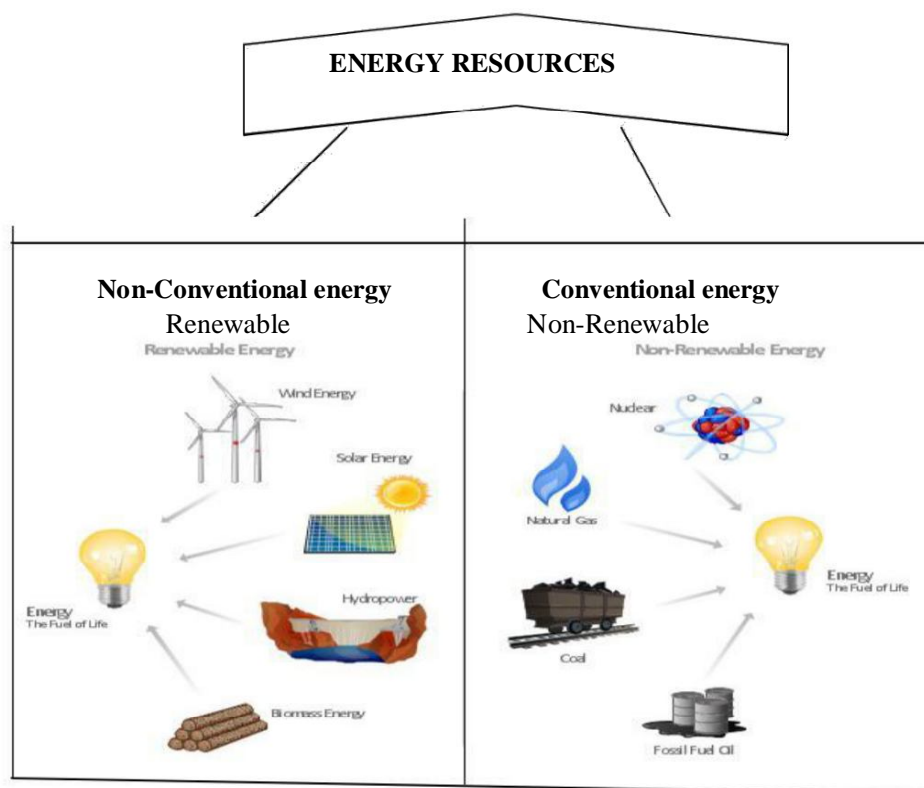 ENERGY RESOURCES
Non-Conventional energy
Renewable
Renewable Energy
Wind Energy
Solar Energy
Energy
The Fuel of Life
Hydropower
Biomass Energy
Conventional energy
Non-Renewable
Non-Renewable Energy
Nuclear
Natural Gas
Energy
The Fuel of Life
Coal
Fossil Fuel Oil